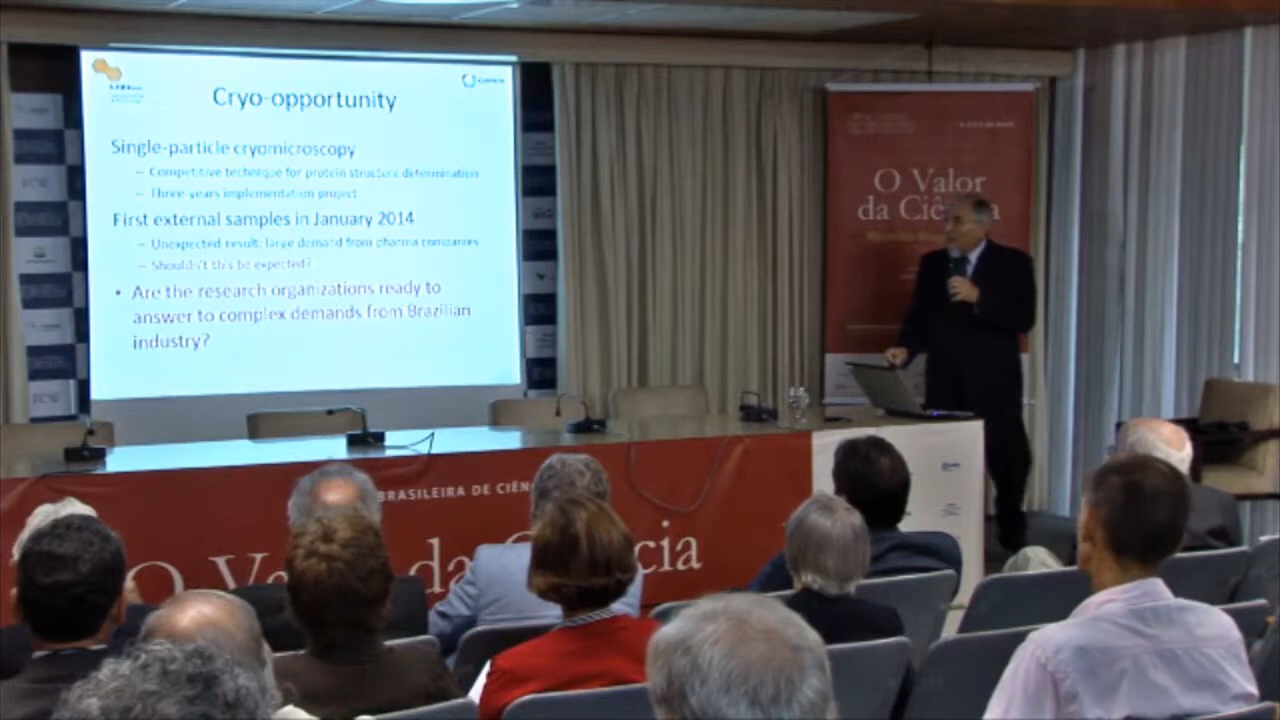 Cryo-opportunity
Single-particle cryomicroscopy
– Competitive technique for protein structure determination
– Three-years implementation project
First external samples in January 2014
– Unexpected result: large demand from pharma companies
– Shouldn't this be expected?
• Are the research organizations ready to
answer to complex demands from Brazilian
industry?
O Valor
da Ciência
BRASILEIRA DE CIÊN
O Va da cia